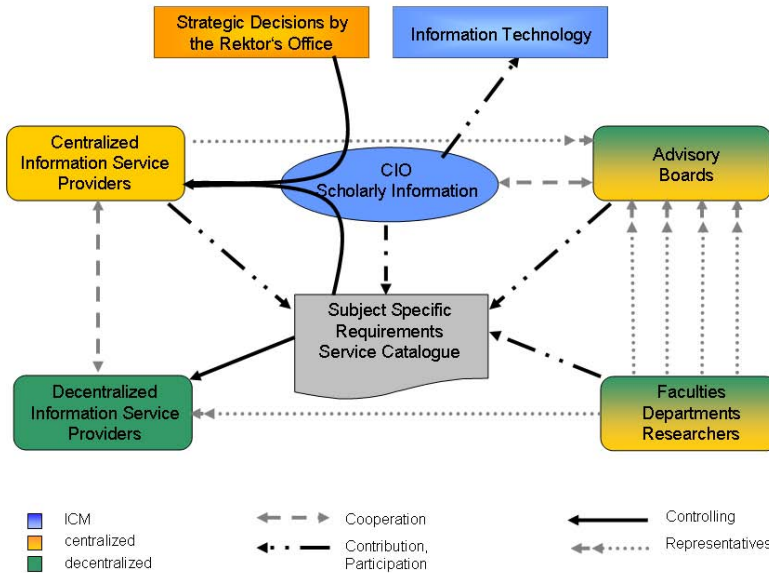 Strategic Decisions by
the Rektor's Office
Information Technology
Centralized
Information Service
Providers
CIO
Scholarly Information
Advisory
Boards
Subject Specific
Requirements
Service Catalogue
Decentralized
Information Service
Providers
Faculties
Departments
Researchers
ICM
centralized
decentralized
Cooperation
Contribution,
Participation
Controlling
Representatives